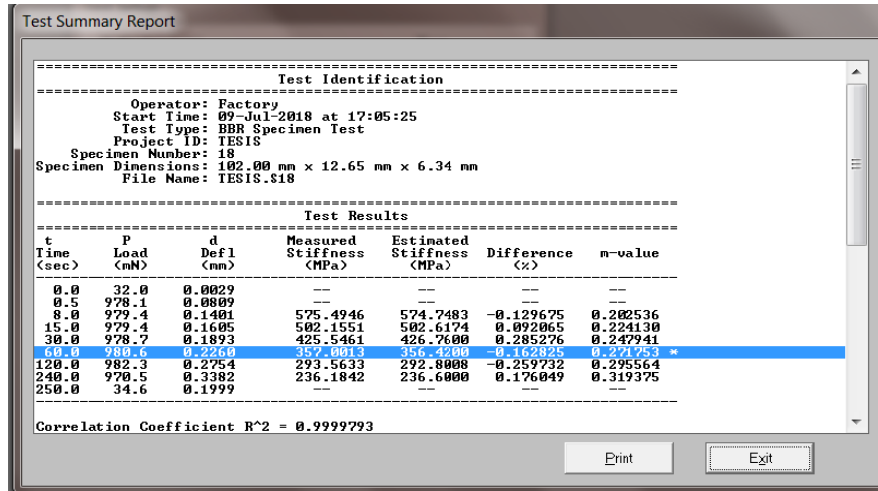 Test Summary Report
Test Identification
Operator: Factory
Start Time: 09-Jul-2018 at 17:05:25
Test Type: BBR Specimen Test
Project ID: TESIS
Specimen Number: 18
Specimen Dimensions: 102.00 mm x 12.65 mm x 6.34 mm
File Name: TESIS.S18
Test Results
t P d Measured Estimated
Time Load Defl Stiffness Stiffness Difference m-value
(sec) (mN) (mm) (MPa) (MPa) (%)
0.0 32.0 0.0029 -- -- -- --
0.5 978.1 0.0809 -- -- -- --
8.0 979.4 0.1401 575.4946 574.7483 -0.129675 0.202536
15.0 979.4 0.1605 502.1551 502.6174 0.092065 0.224130
30.0 978.7 0.1893 425.5461 426.7600 0.285276 0.247941
60.0 980.6 0.2260 357.0013 356.4200 -0.162825 0.271753 *
120.0 982.3 0.2754 293.5633 292.8008 -0.259732 0.295564
240.0 970.5 0.3382 236.1842 236.6000 0.176049 0.319375
250.0 34.6 0.1999 -- -- -- --
Correlation Coefficient R^2 = 0.9999793
Print Exit